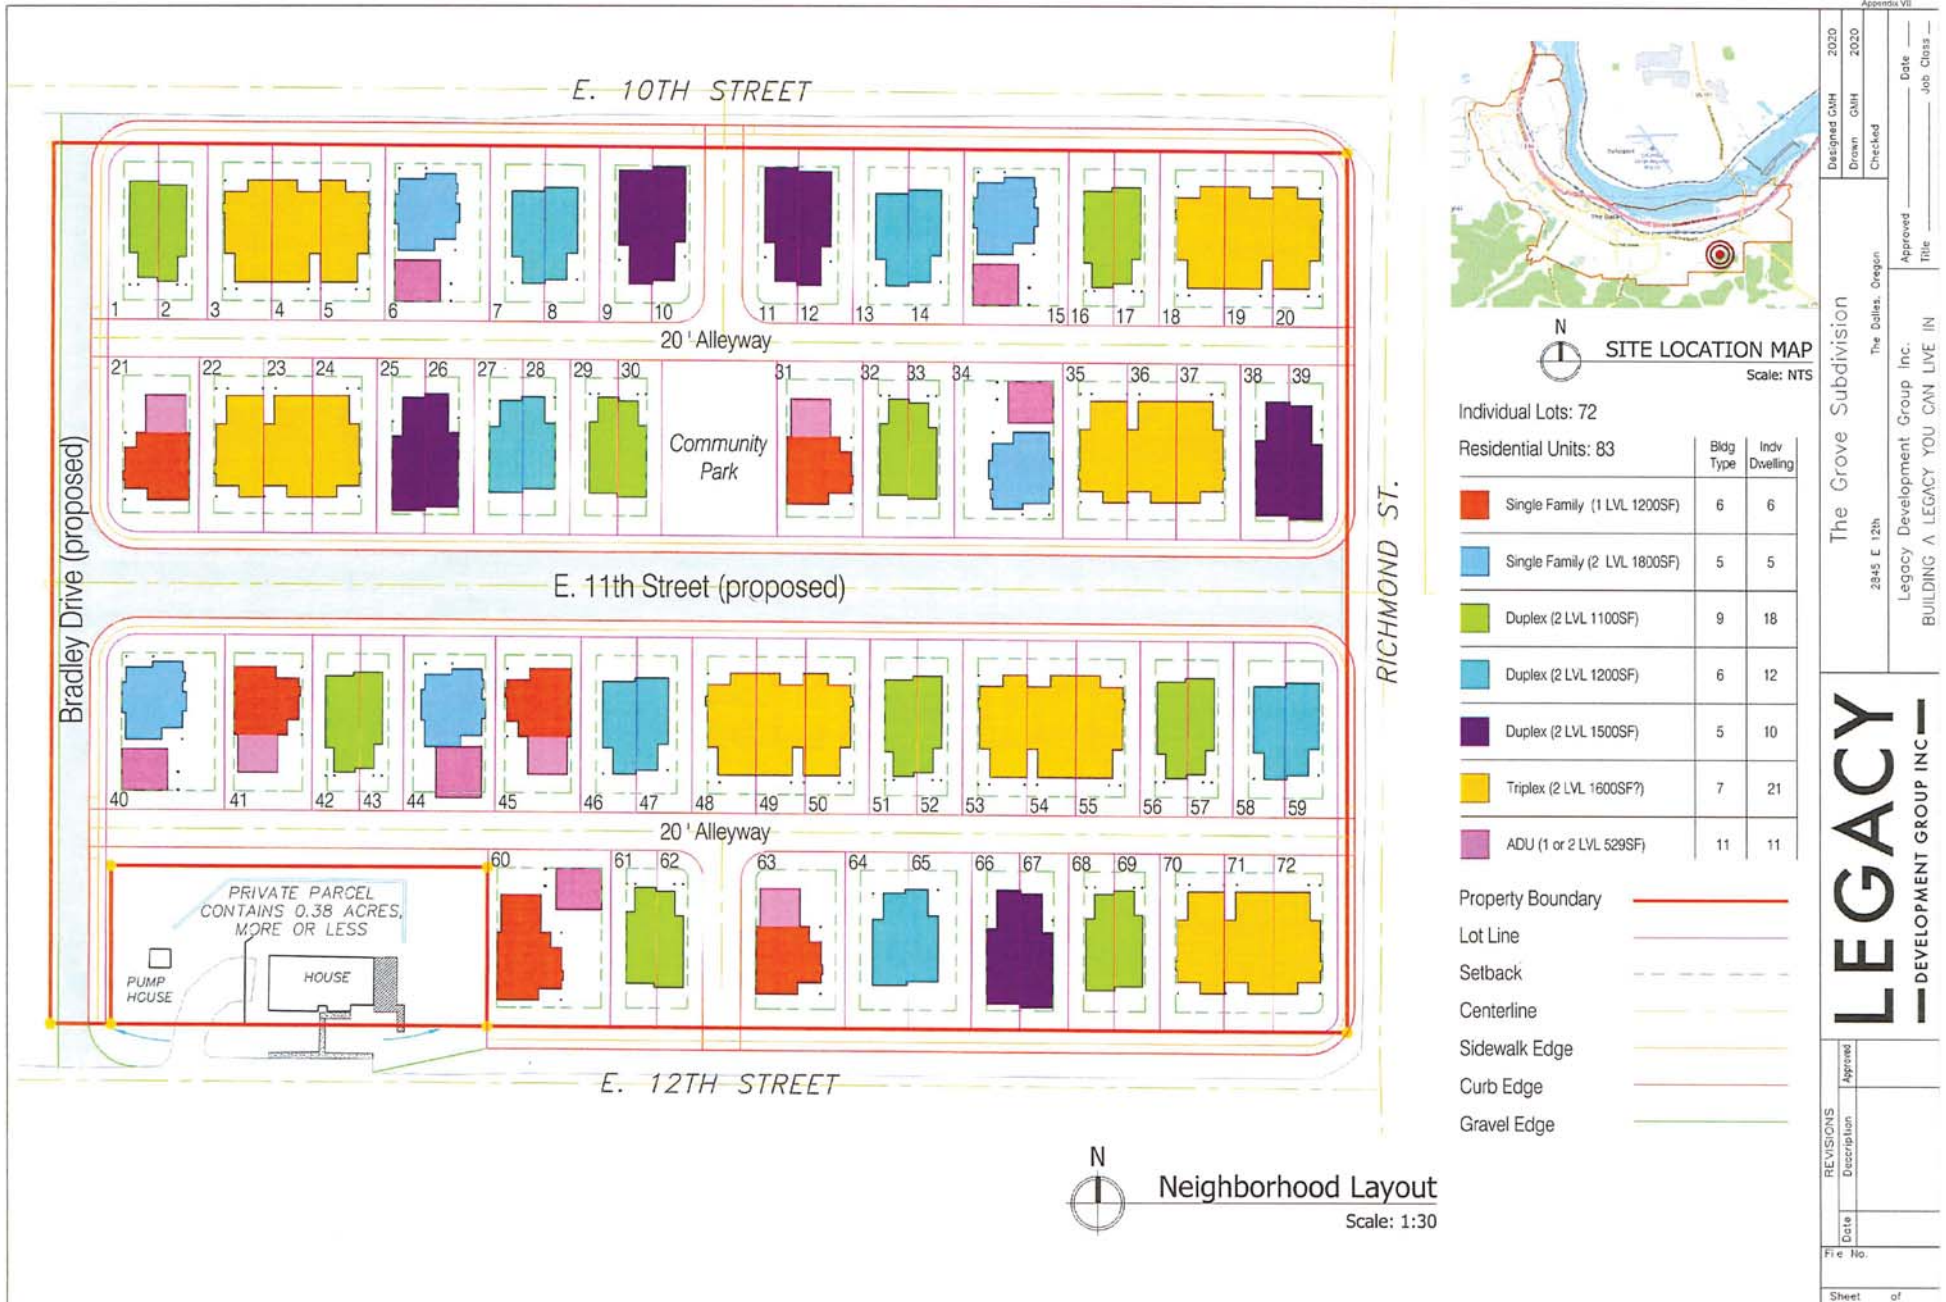 Appendix VII
E. 10TH STREET
1 2 3 4 5 6 7 8 9 10 11 12 13 14 15 16 17 18 19 20
20 ' Alleyway
21 22 23 24 25 26 27 28 29 30 31 32 33 34 35 36 37 38 39
Community
Park
Bradley Drive (proposed)
E. 11th Street (proposed)
RICHMOND ST.
40 41 42 43 44 45 46 47 48 49 50 51 52 53 54 55 56 57 58 59
20 ' Alleyway
60 61 62 63 64 65 66 67 68 69 70 71 72
PRIVATE PARCEL
CONTAINS 0.38 ACRES,
MORE OR LESS
PUMP
HOUSE
HOUSE
E. 12TH STREET
N
Neighborhood Layout
Scale: 1:30
N
SITE LOCATION MAP
Scale: NTS
Individual Lots: 72
Residential Units: 83
Bldg Type
Indv Dwelling
Single Family (1 LVL 1200SF) 6 6
Single Family (2 LVL 1800SF) 5 5
Duplex (2 LVL 1100SF) 9 18
Duplex (2 LVL 1200SF) 6 12
Duplex (2 LVL 1500SF) 5 10
Triplex (2 LVL 1600SF?) 7 21
ADU (1 or 2 LVL 529SF) 11 11
Property Boundary
Lot Line
Setback
Centerline
Sidewalk Edge
Curb Edge
Gravel Edge
Designed GMH 2020
Drawn GMH 2020
Checked
Approved Date
Title Job Class
The Grove Subdivision
2845 E 12th The Dalles, Oregon
Legacy Development Group Inc.
BUILDING A LEGACY YOU CAN LIVE IN
LEGACY
DEVELOPMENT GROUP INC
REVISIONS
Date Description Approved
File No.
Sheet of